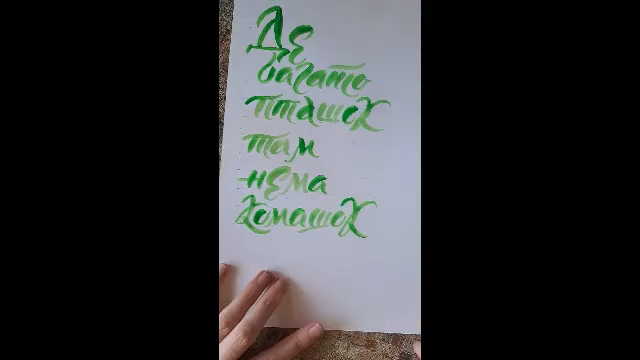 Де
багато
пташок
там
нема
комашок